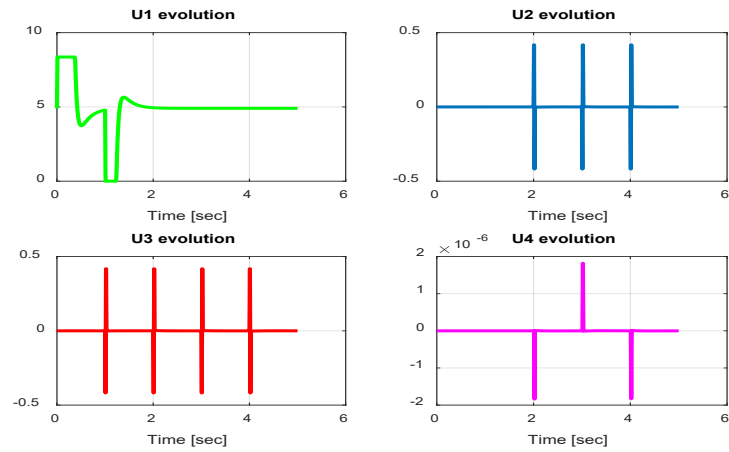 U1 evolution
10
5
0
0 2 4 6
Time [sec]
U2 evolution
0.5
0
-0.5
0 2 4 6
Time [sec]
U3 evolution
0.5
0
-0.5
0 2 4 6
Time [sec]
U4 evolution
× 10 -6
2
1
0
-1
-2
0 2 4 6
Time [sec]